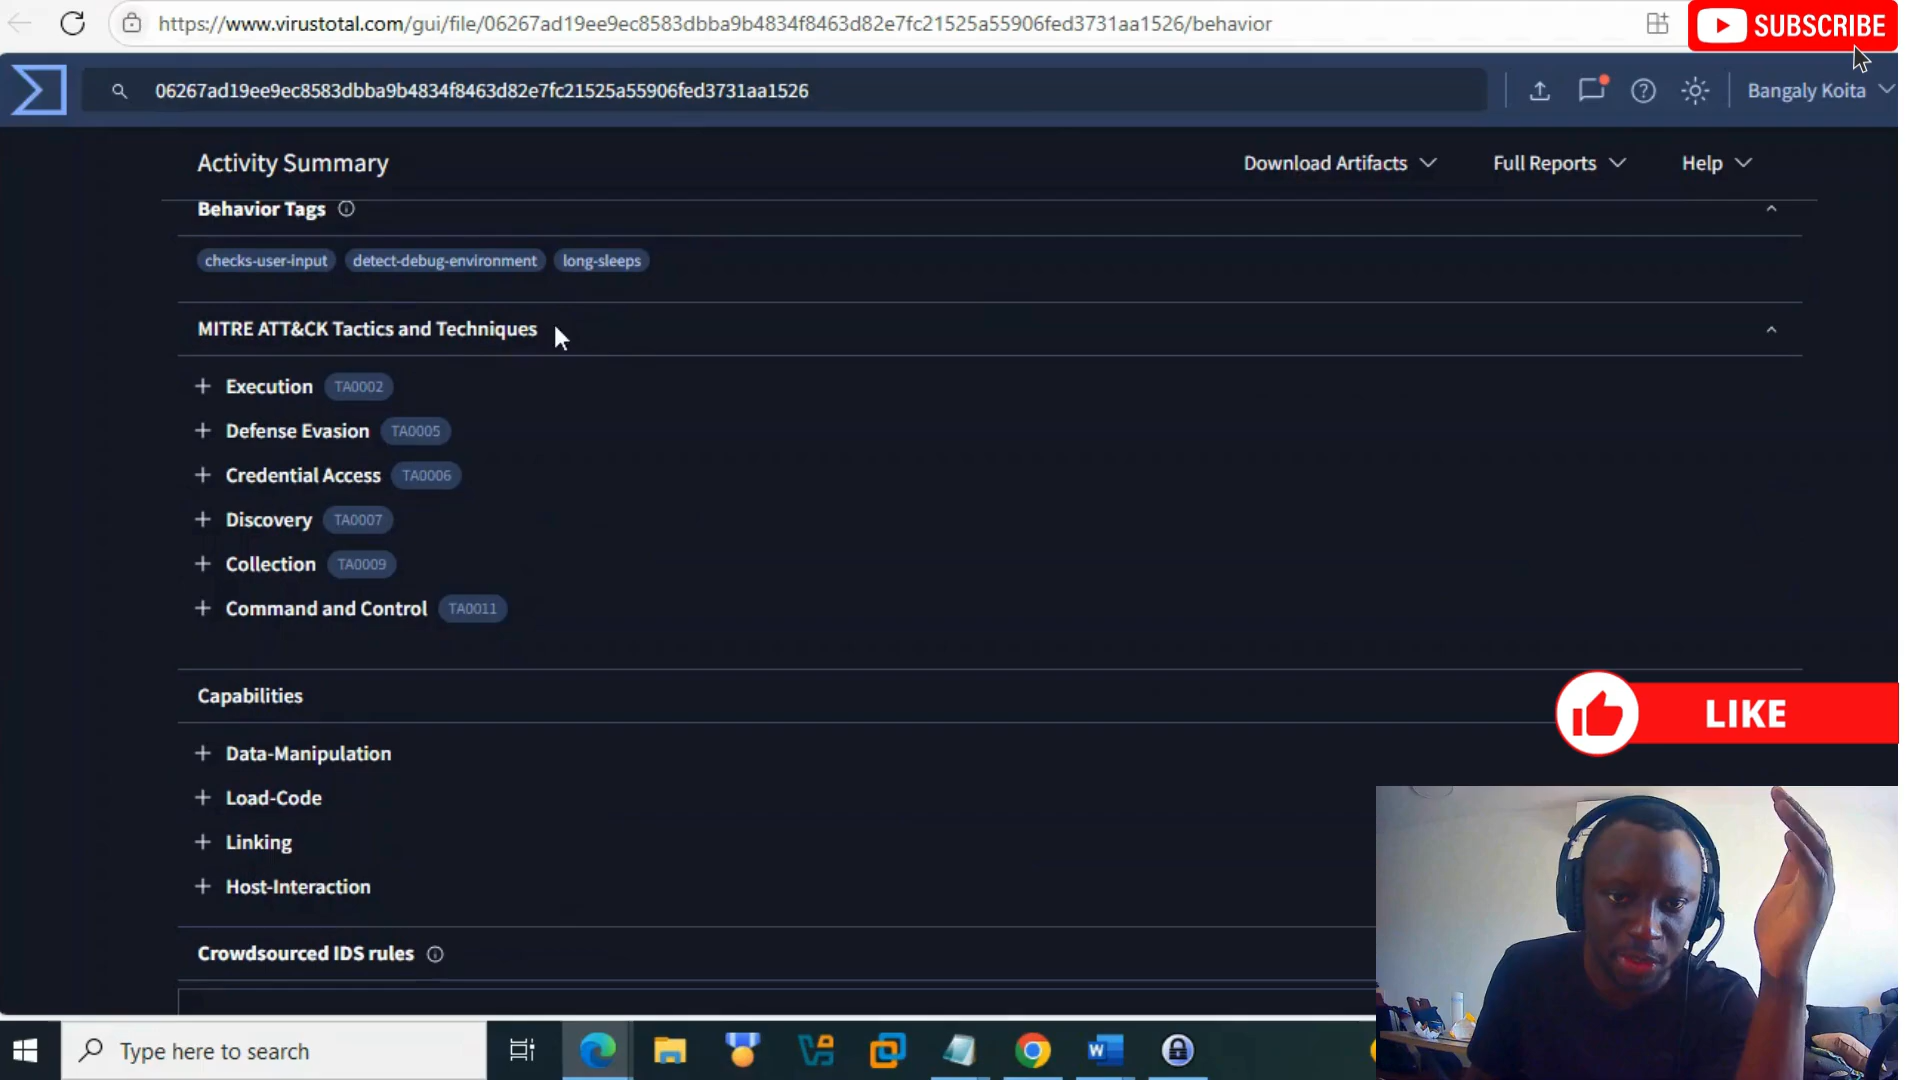 https://www.virustotal.com/gui/file/06267ad19ee9ec8583dbba9b4834f8463d82e7fc21525a55906fed3731aa1526/behavior
SUBSCRIBE
06267ad19ee9ec8583dbba9b4834f8463d82e7fc21525a55906fed3731aa1526
Bangaly Koita
Activity Summary
Download Artifacts
Full Reports
Help
Behavior Tags
checks-user-input
detect-debug-environment
long-sleeps
MITRE ATT&CK Tactics and Techniques
Execution TA0002
Defense Evasion TA0005
Credential Access TA0006
Discovery TA0007
Collection TA0009
Command and Control TA0011
Capabilities
LIKE
Data-Manipulation
Load-Code
Linking
Host-Interaction
Crowdsourced IDS rules
Type here to search